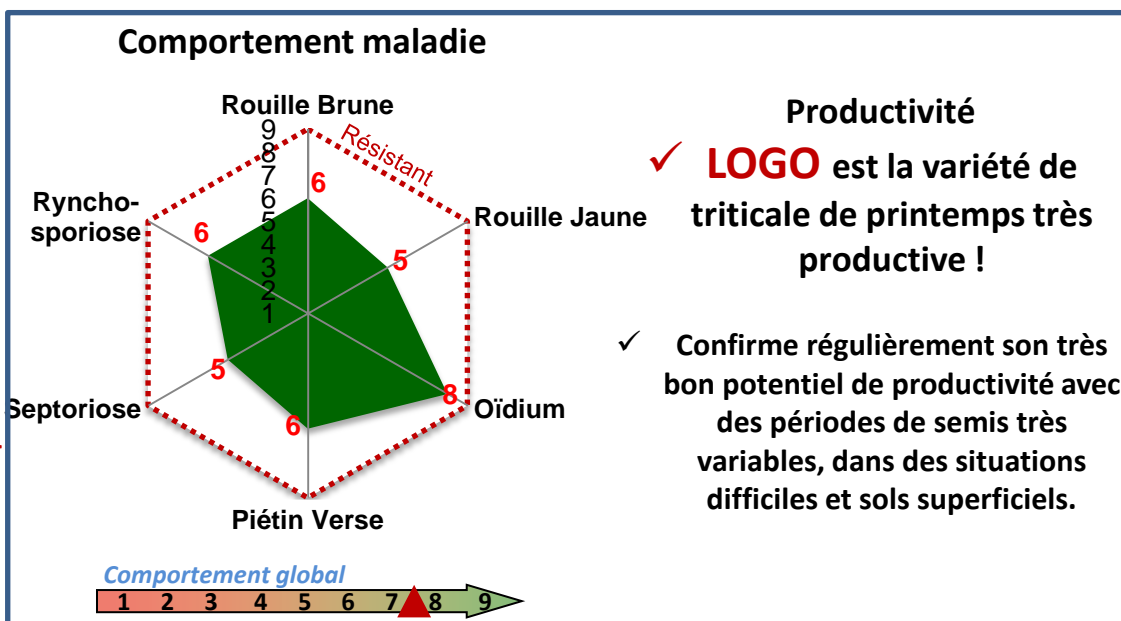 Comportement maladie
Rouille Brune
9
8
7
6
5
4
3
2
1
Résistant
6
Rouille Jaune
5
Oïdium
8
Piétin Verse
6
Septoriose
5
Ryncho-
sporiose
6
Comportement global
1 2 3 4 5 6 7 8 9
Productivité
✓ LOGO est la variété de
triticale de printemps très
productive !
✓ Confirme régulièrement son très
bon potentiel de productivité avec
des périodes de semis très
variables, dans des situations
difficiles et sols superficiels.